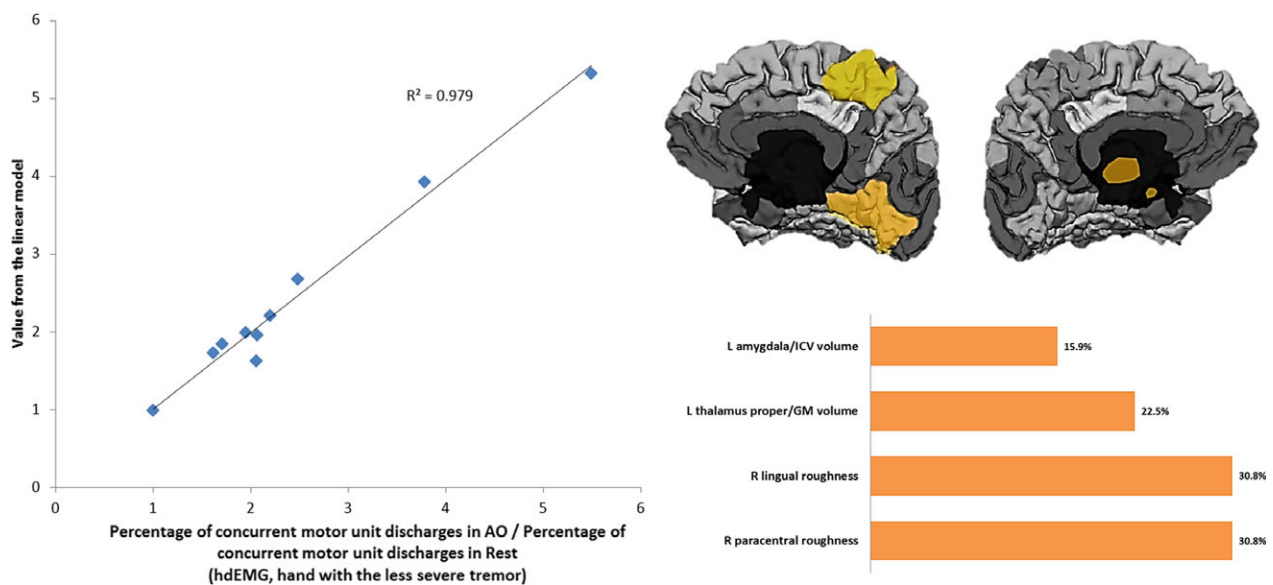 6
5
4
3
2
1
0
Value from the linear model
R² = 0.979
0
1
2
3
4
5
6
Percentage of concurrent motor unit discharges in AO / Percentage of
concurrent motor unit discharges in Rest
(hdEMG, hand with the less severe tremor)
L amygdala/ICV volume
15.9%
L thalamus proper/GM volume
22.5%
R lingual roughness
30.8%
R paracentral roughness
30.8%